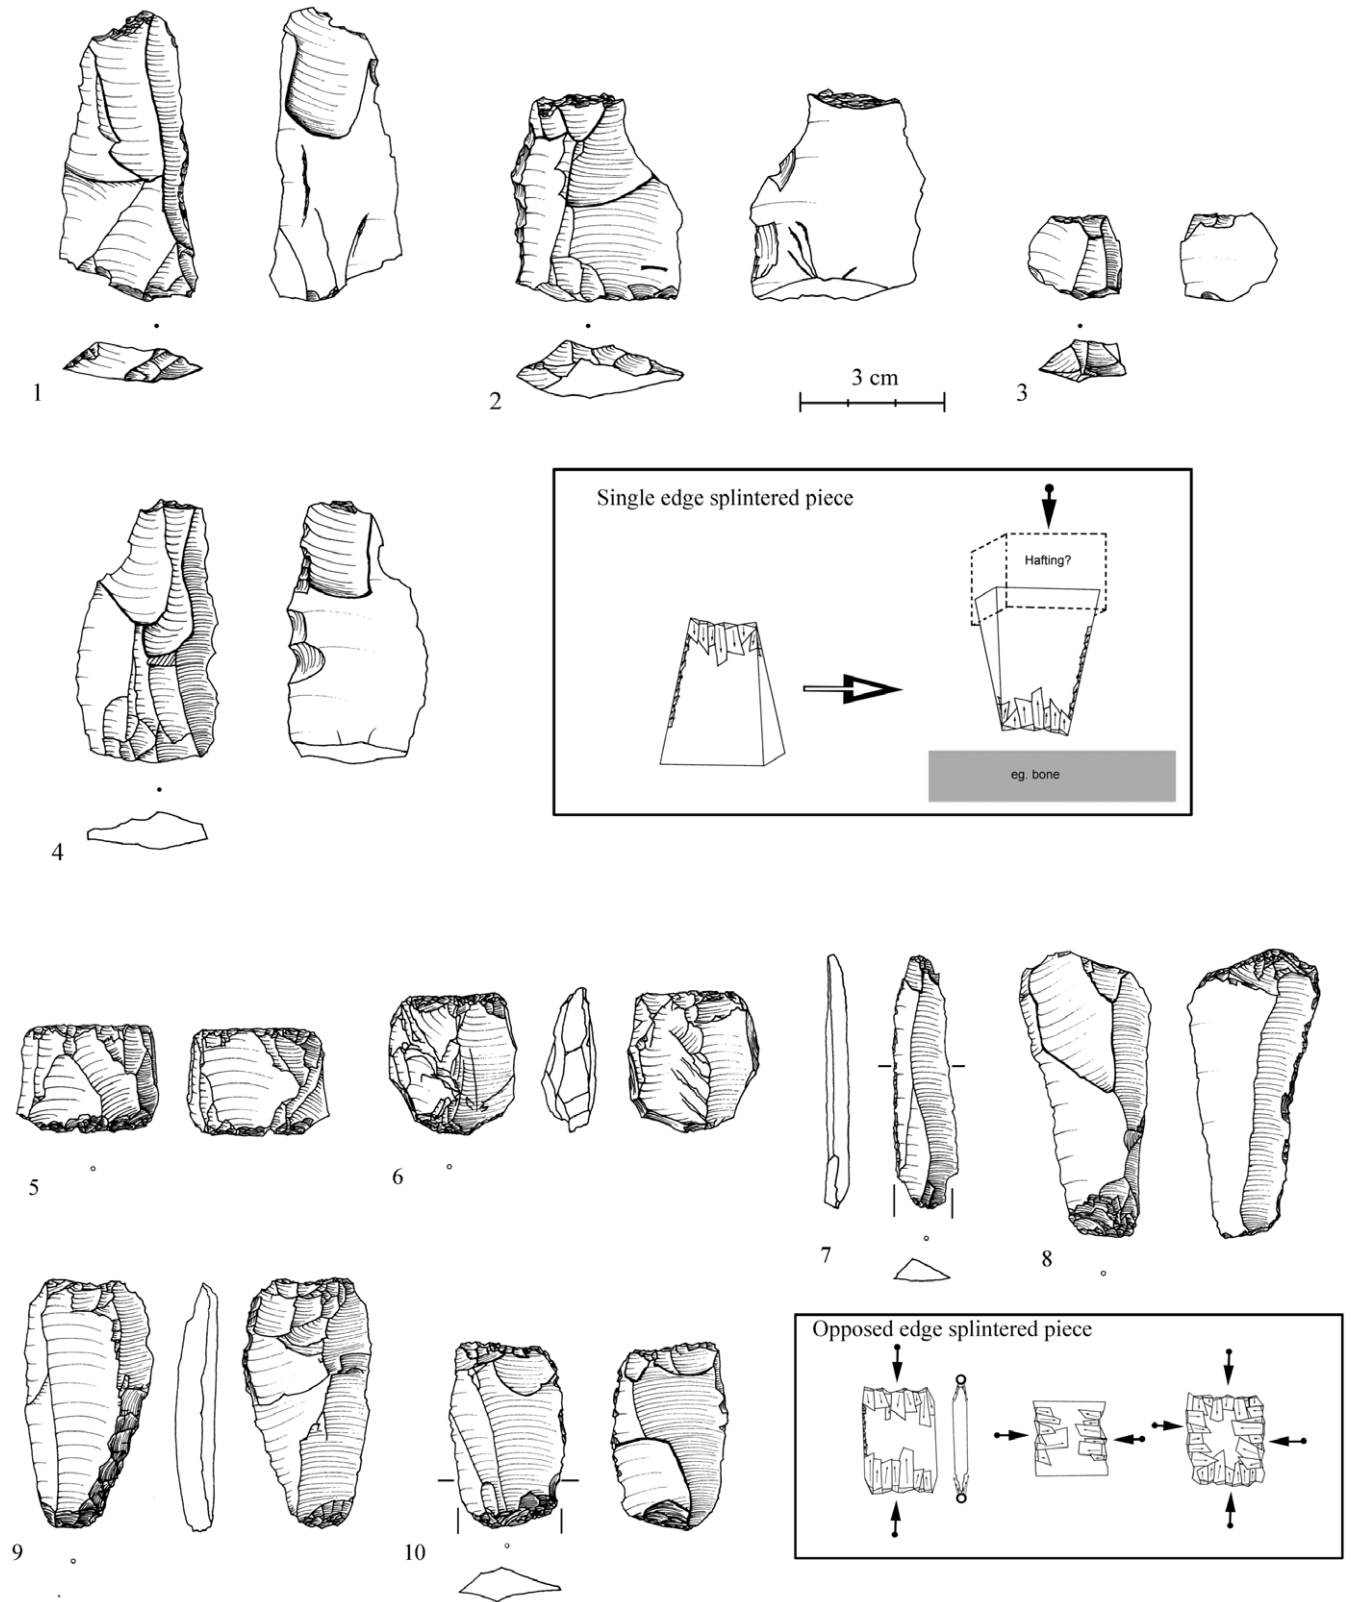 1
2
3 cm
3
4
Single edge splintered piece
Hafting?
eg. bone
5
6
7
8
9
10
Opposed edge splintered piece